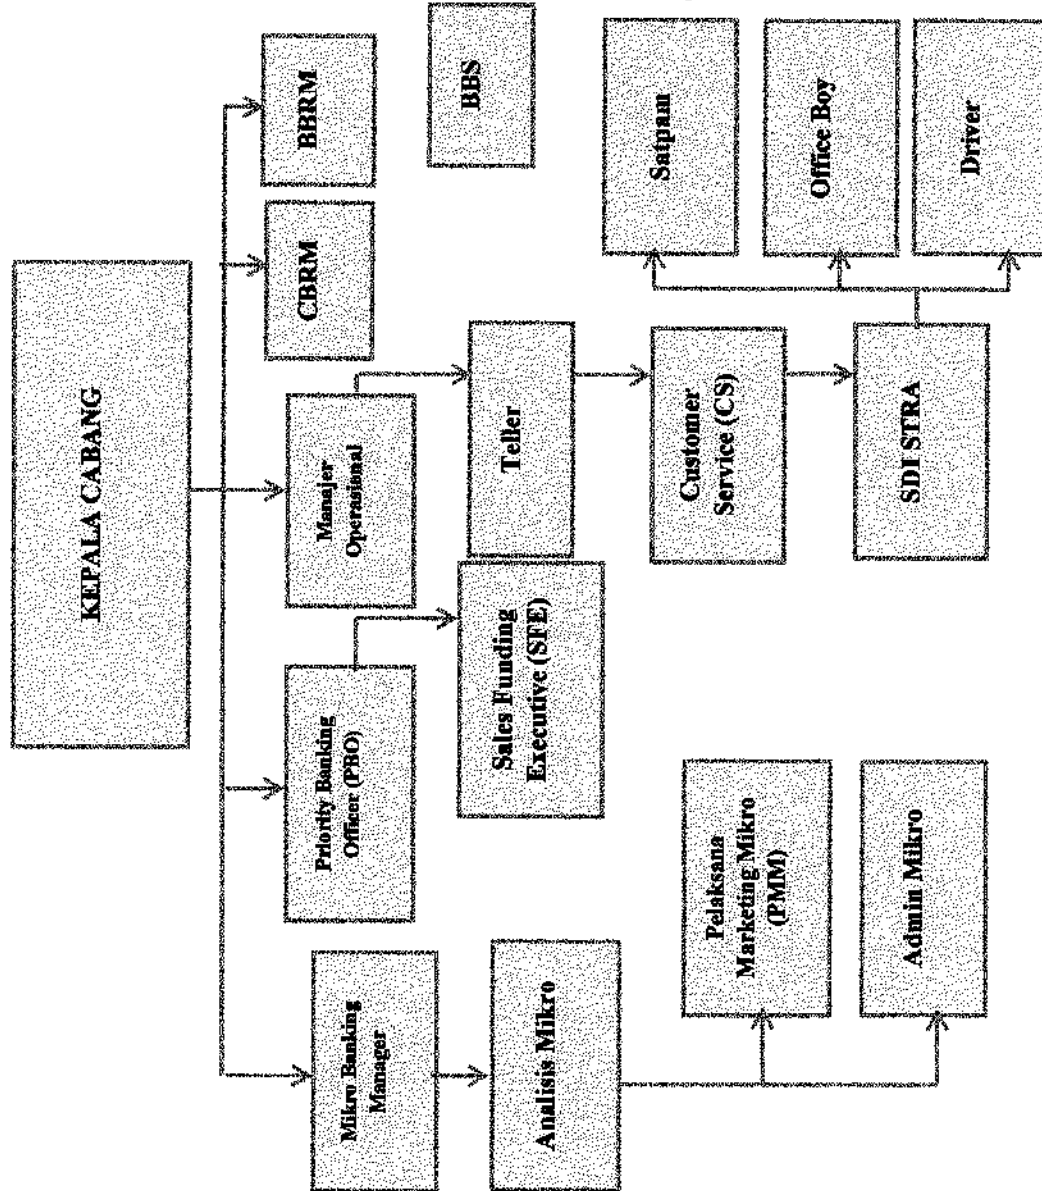 KEPALA CABANG
Mikro Banking
Manager
Priority Banking
Officer (PBO)
Manajer
Operasional
CBRM
BBRM
Analisis Mikro
Sales Funding
Executive (SFE)
Teller
BBS
Pelaksana
Marketing Mikro
(PMM)
Customer
Service (CS)
Satpam
Admin Mikro
SDI STRA
Office Boy
Driver